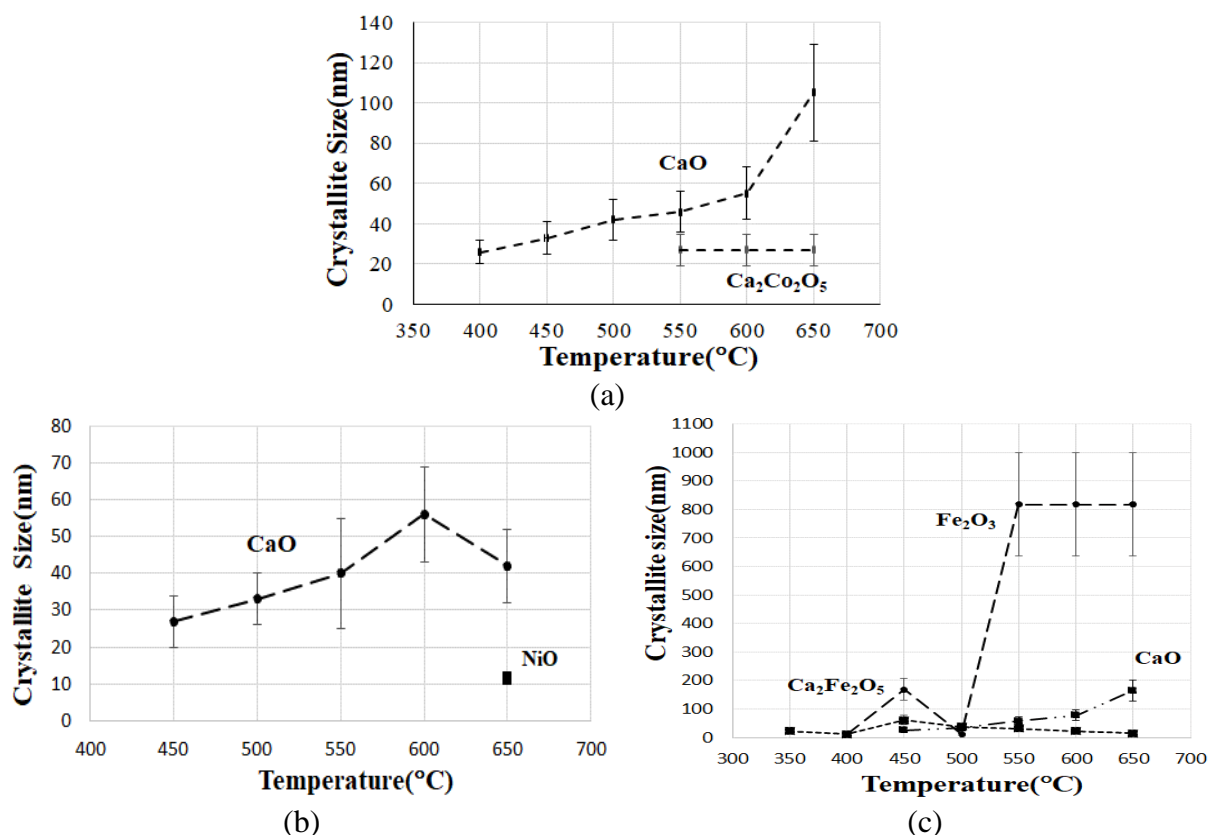 140
120
100
80
60
40
20
0
Crystallite Size(nm)
CaO
Ca₂Co₂O₅
350 400 450 500 550 600 650 700
Temperature(°C)
(a)
80
70
60
50
40
30
20
10
0
Crystallite Size(nm)
CaO
NiO
400 450 500 550 600 650 700
Temperature(°C)
(b)
1100
1000
900
800
700
600
500
400
300
200
100
0
Crystallite size(nm)
Fe₂O₃
CaO
Ca₂Fe₂O₅
300 350 400 450 500 550 600 650 700
Temperature(°C)
(c)